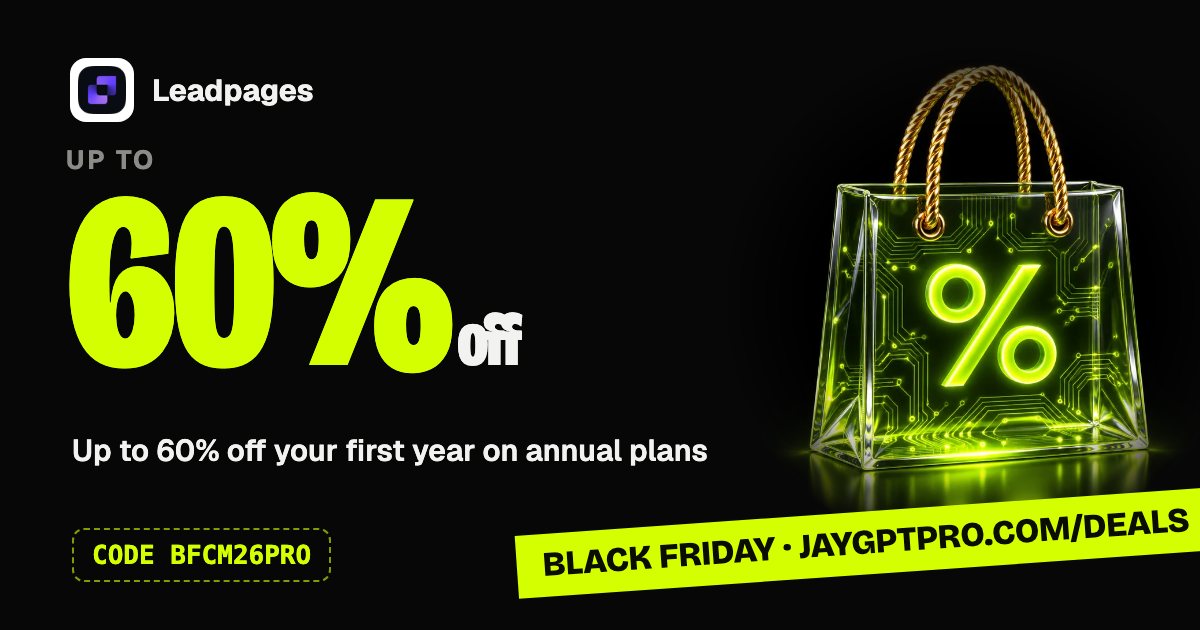 Leadpages
UP TO
60% off
Up to 60% off your first year on annual plans
CODE BFCM26PRO
BLACK FRIDAY · JAYGPTPRO.COM/DEALS
%